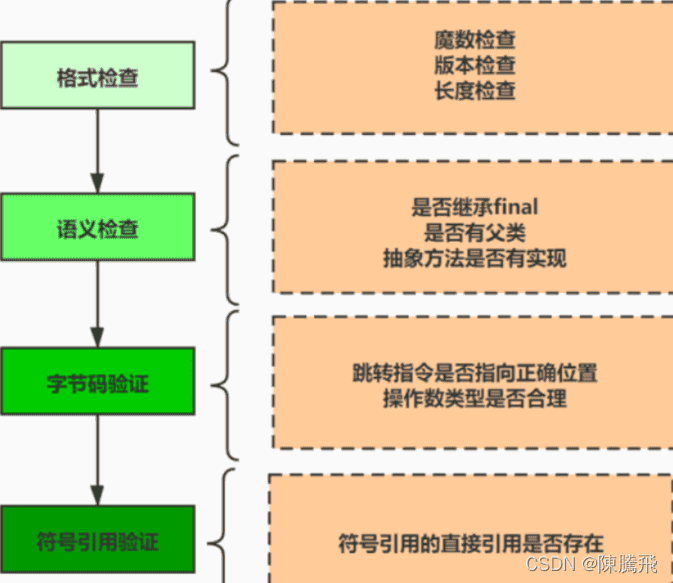 格式检查
魔数检查
版本检查
长度检查
语义检查
是否继承final
是否有父类
抽象方法是否有实现
字节码验证
跳转指令是否指向正确位置
操作数类型是否合理
符号引用验证
符号引用的直接引用是否存在
CSDN @陳騰飛